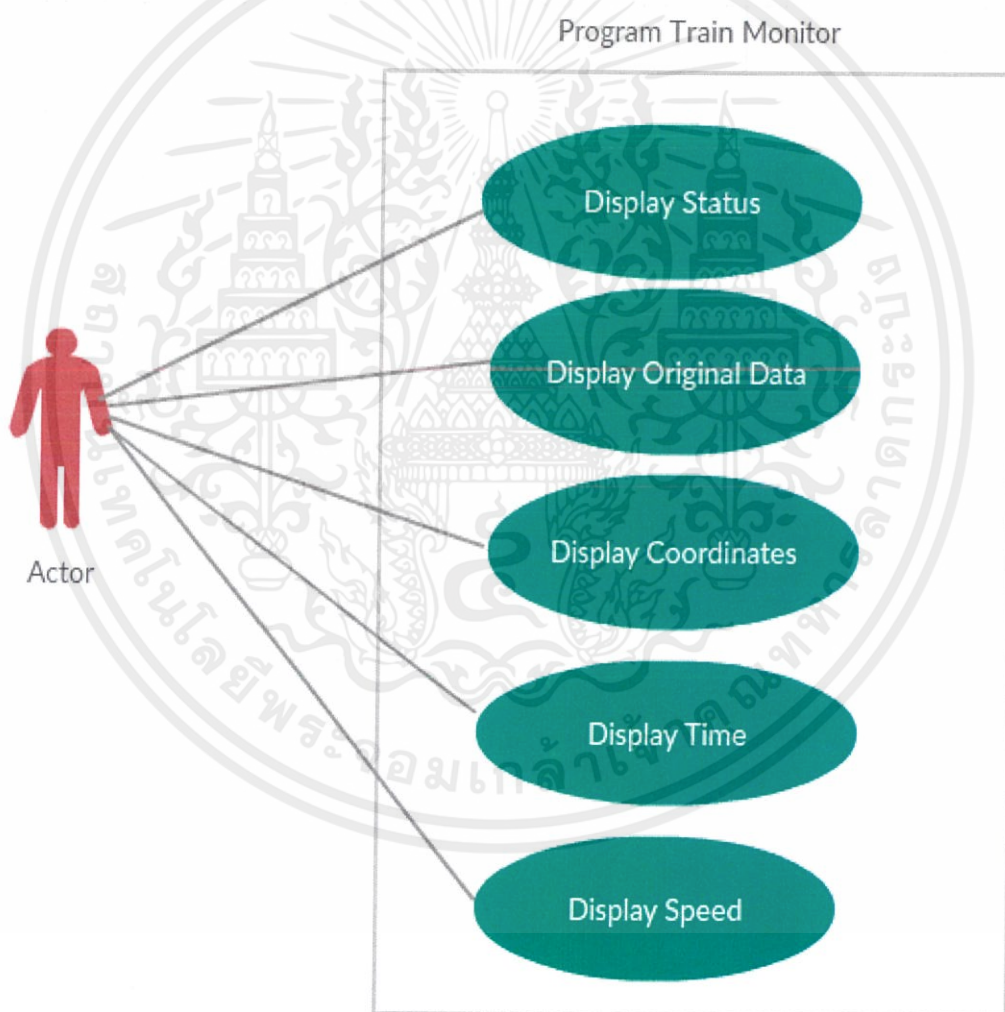 Program Train Monitor
Display Status
Display Original Data
Display Coordinates
Display Time
Display Speed
Actor